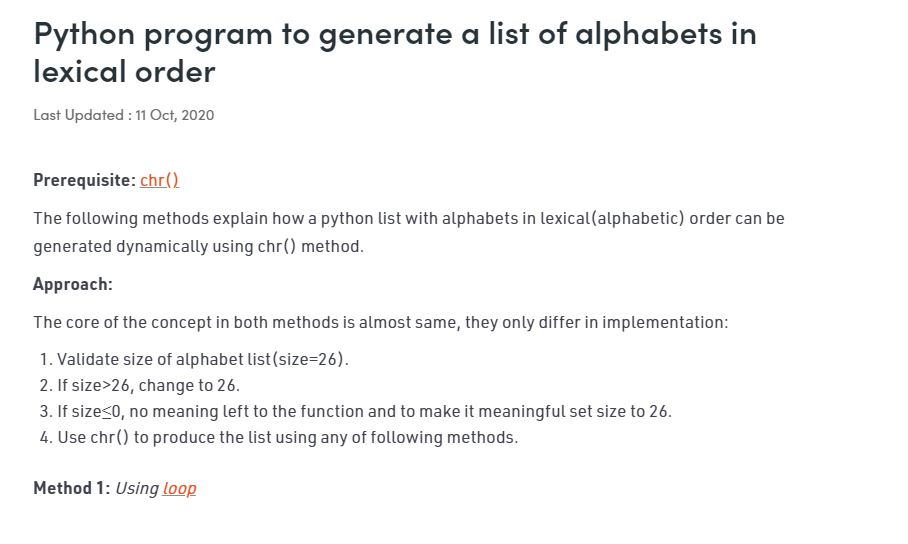 Python program to generate a list of alphabets in
lexical order
Last Updated : 11 Oct, 2020
Prerequisite: chr()
The following methods explain how a python list with alphabets in lexical(alphabetic) order can be
generated dynamically using chr() method.
Approach:
The core of the concept in both methods is almost same, they only differ in implementation:
1. Validate size of alphabet list(size=26).
2. If size>26, change to 26.
3. If size≤0, no meaning left to the function and to make it meaningful set size to 26.
4. Use chr() to produce the list using any of following methods.
Method 1: Using loop